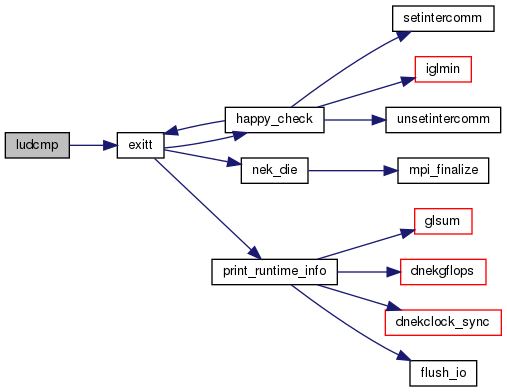 setintercomm
iglmin
happy_check
unsetintercomm
ludcmp
exitt
nek_die
mpi_finalize
glsum
print_runtime_info
dnekgflops
dnekclock_sync
flush_io